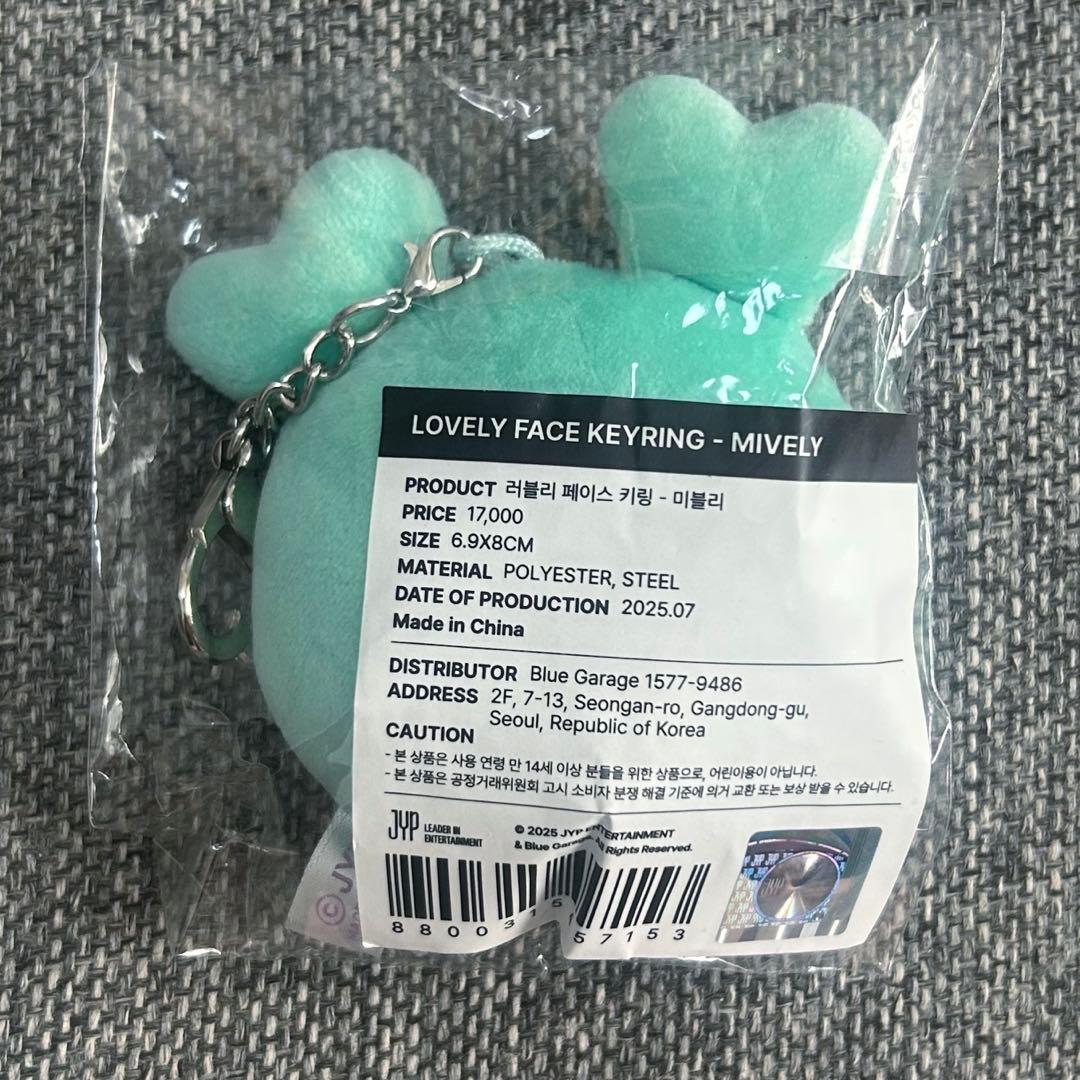 LOVELY FACE KEYRING - MIVELY
PRODUCT 러블리 페이스 키링 - 미블리
PRICE 17,000
SIZE 6.9X8CM
MATERIAL POLYESTER, STEEL
DATE OF PRODUCTION 2025.07
Made in China
DISTRIBUTOR Blue Garage 1577-9486
ADDRESS 2F, 7-13, Seongan-ro, Gangdong-gu,
Seoul, Republic of Korea
CAUTION
- 본 상품은 사용 연령 만 14세 이상 분들을 위한 상품으로, 어린이용이 아닙니다.
- 본 상품은 공정거래위원회 고시 소비자 분쟁 해결 기준에 의거 교환 또는 보상 받을 수 있습니다.
JYP LEADER IN
ENTERTAINMENT
© 2025 JYP ENTERTAINMENT
& Blue Garage. All Rights Reserved.
JYP
© JY